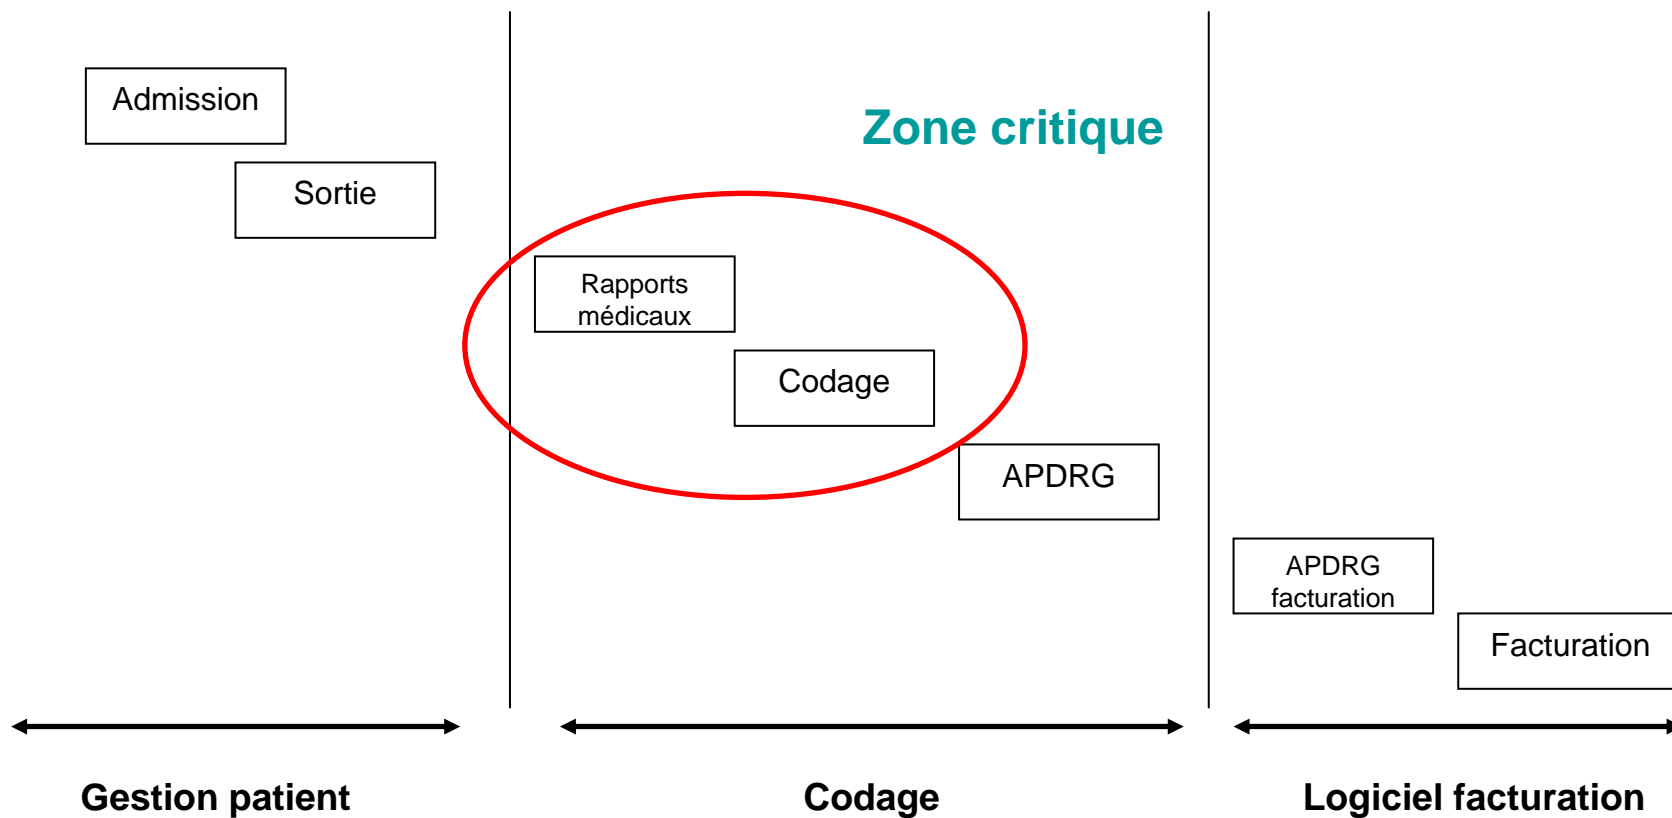 Admission
Zone critique
Sortie
Rapports
médicaux
Codage
APDRG
APDRG
facturation
Facturation
Gestion patient
Codage
Logiciel facturation